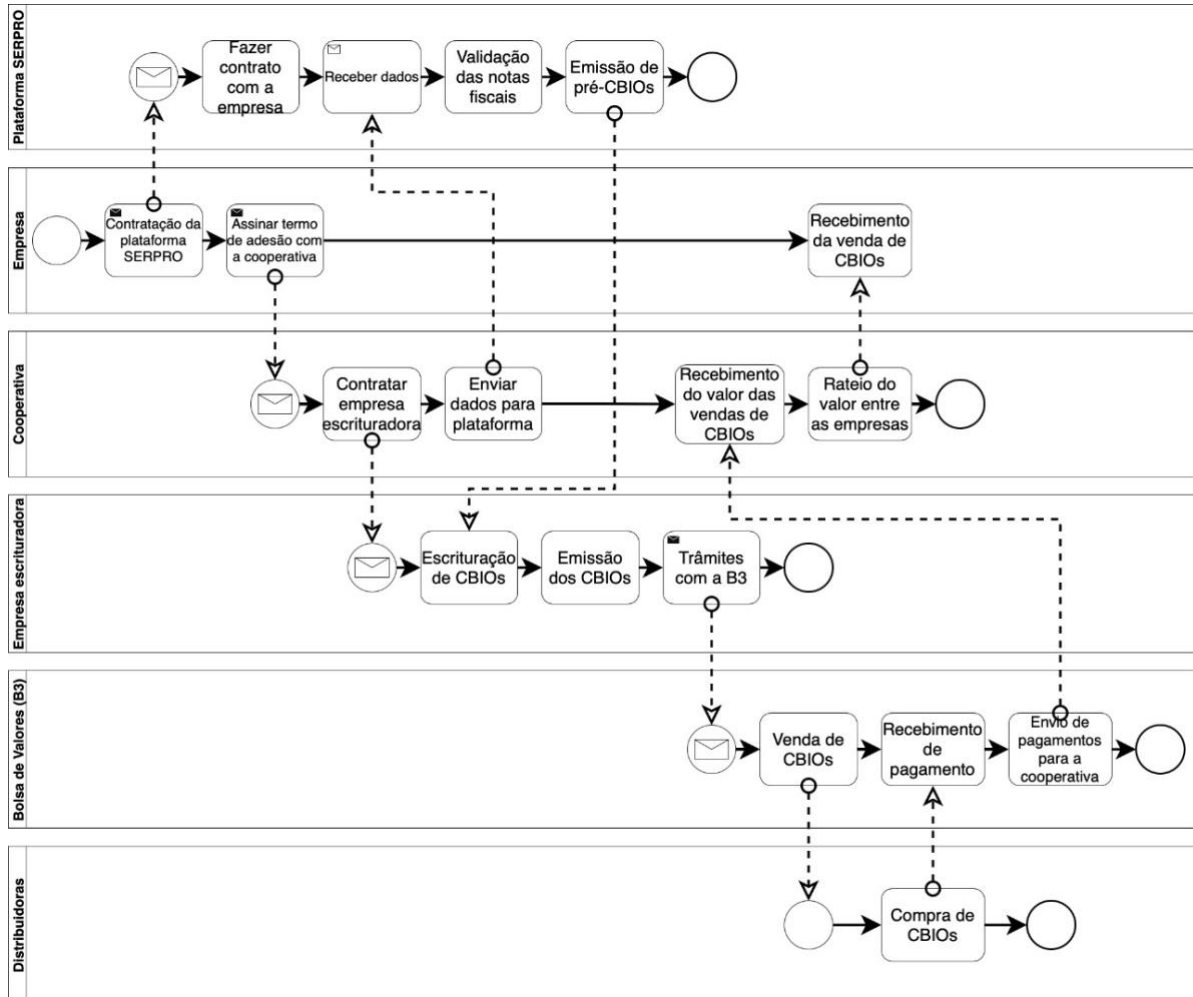 Plataforma SERPRO
Fazer
contrato
com a
empresa
Receber dados
Validação
das notas
fiscais
Emissão de
pré-CBIOs
Empresa
Contratação da
plataforma
SERPRO
Assinar termo
de adesão com
a cooperativa
Recebimento
da venda de
CBIOs
Cooperativa
Contratar
empresa
escrituradora
Enviar
dados para
plataforma
Recebimento
do valor das
vendas de
CBIOs
Rateio do
valor entre
as empresas
Empresa escrituradora
Escrituração
de CBIOs
Emissão
dos CBIOs
Trâmites
com a B3
Bolsa de Valores (B3)
Venda de
CBIOs
Recebimento
de
pagamento
Envio de
pagamentos
para a
cooperativa
Distribuidoras
Compra de
CBIOs